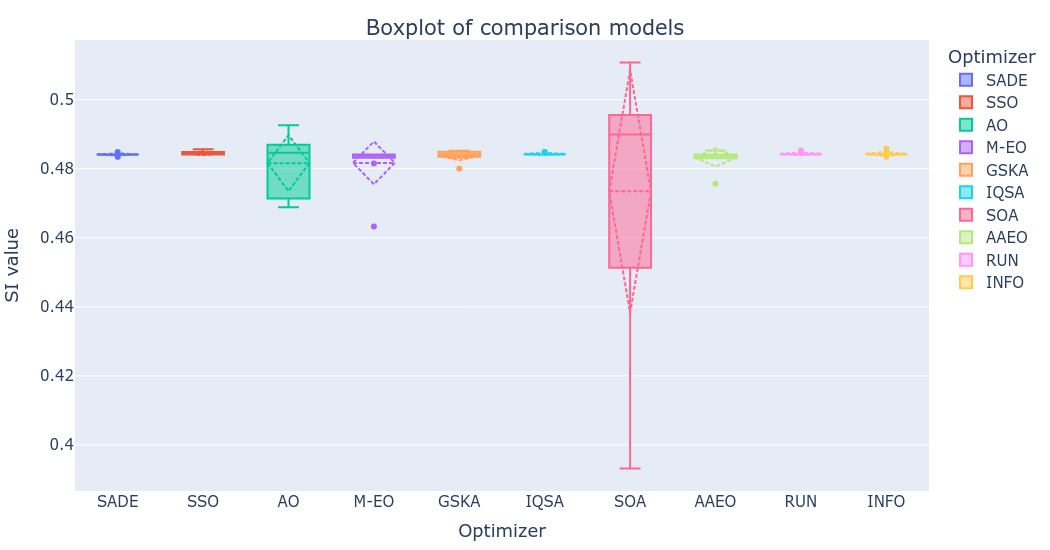 Boxplot of comparison models
SI value
0.5
0.48
0.46
0.44
0.42
0.4
SADE SSO AO M-EO GSKA IQSA SOA AAEO RUN INFO
Optimizer
Optimizer
SADE
SSO
AO
M-EO
GSKA
IQSA
SOA
AAEO
RUN
INFO